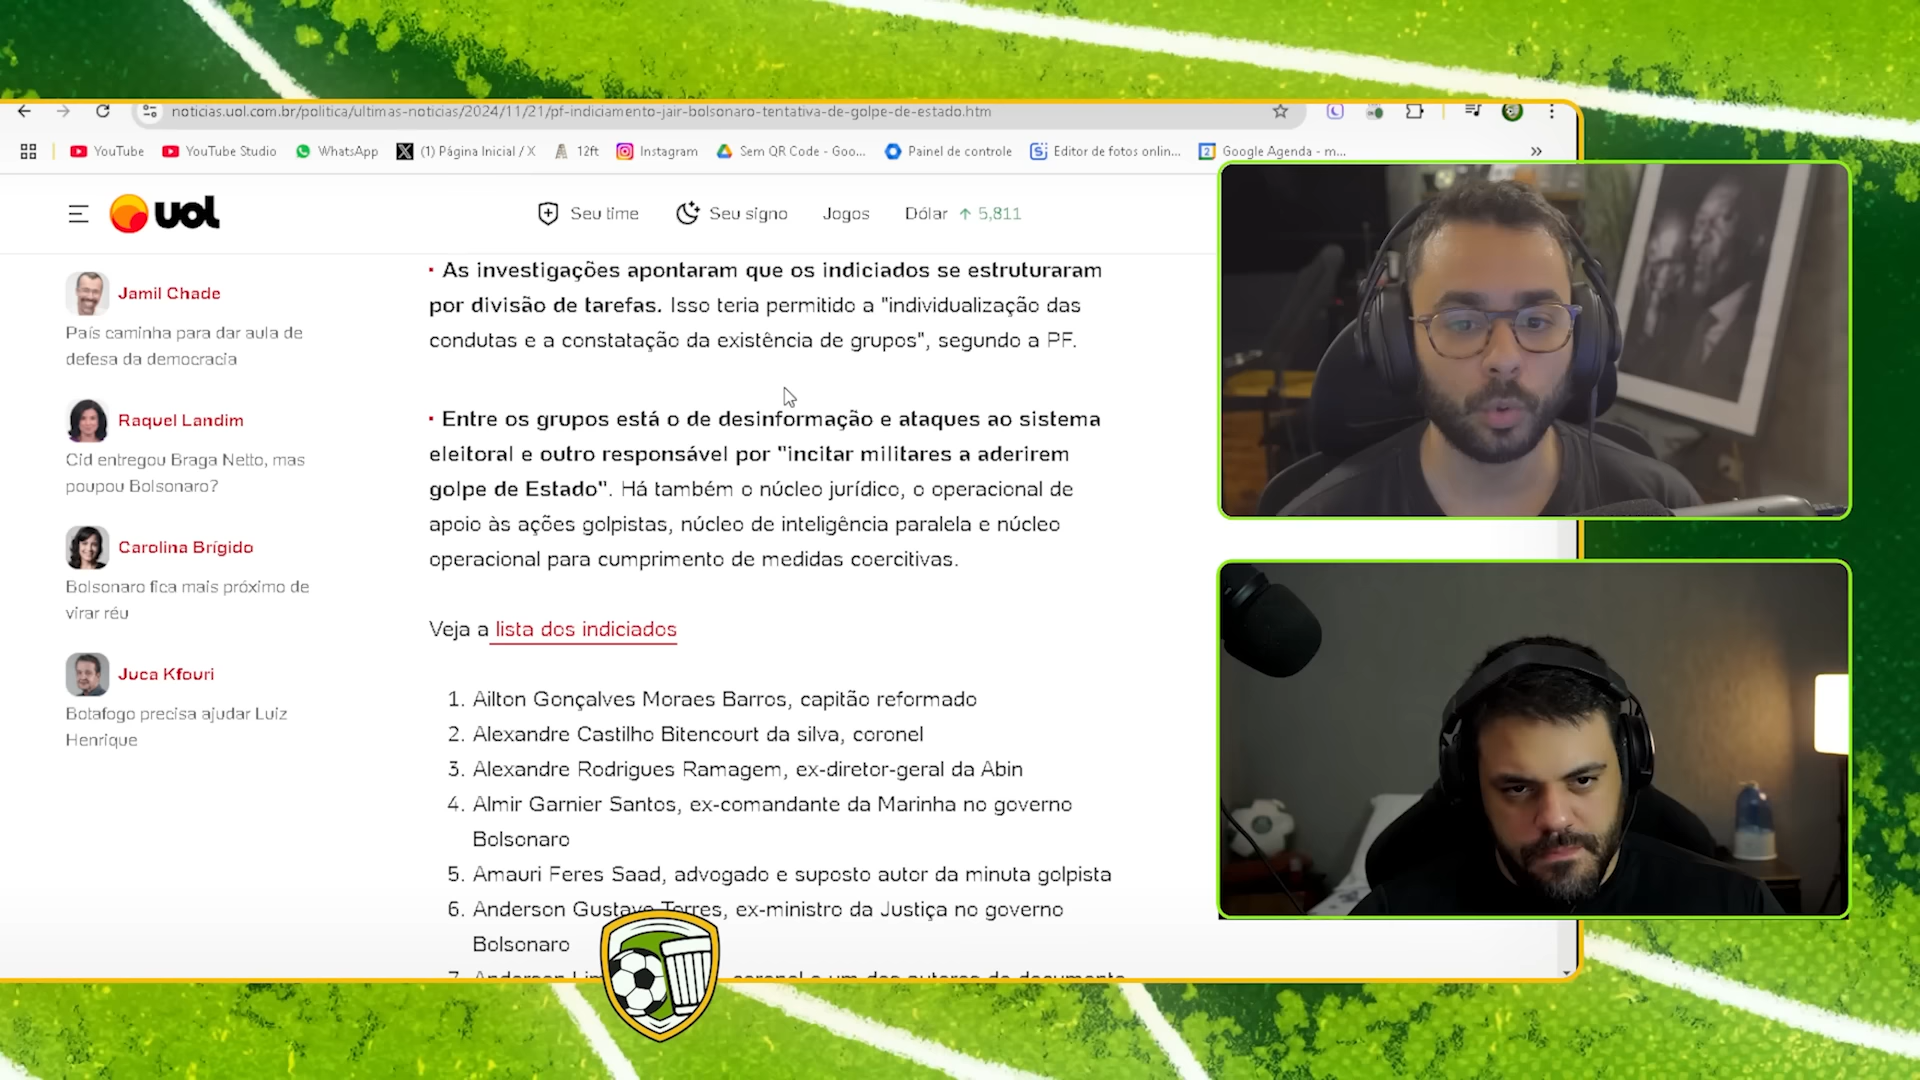 noticias.uol.com.br/politica/ultimas-noticias/2024/11/21/pf-indiciamento-jair-bolsonaro-tentativa-de-golpe-de-estado.htm
YouTube YouTube Studio WhatsApp (1) Página Inicial / X 12ft Instagram Sem QR Code - Goo... Painel de controle Editor de fotos onlin... Google Agenda - m...
uol Seu time Seu signo Jogos Dólar 5,811
Jamil Chade
País caminha para dar aula de
defesa da democracia
Raquel Landim
Cid entregou Braga Netto, mas
poupou Bolsonaro?
Carolina Brígido
Bolsonaro fica mais próximo de
virar réu
Juca Kfouri
Botafogo precisa ajudar Luiz
Henrique
· As investigações apontaram que os indiciados se estruturaram
por divisão de tarefas. Isso teria permitido a "individualização das
condutas e a constatação da existência de grupos", segundo a PF.
· Entre os grupos está o de desinformação e ataques ao sistema
eleitoral e outro responsável por "incitar militares a aderirem
golpe de Estado". Há também o núcleo jurídico, o operacional de
apoio às ações golpistas, núcleo de inteligência paralela e núcleo
operacional para cumprimento de medidas coercitivas.
Veja a lista dos indiciados
1. Ailton Gonçalves Moraes Barros, capitão reformado
2. Alexandre Castilho Bitencourt da silva, coronel
3. Alexandre Rodrigues Ramagem, ex-diretor-geral da Abin
4. Almir Garnier Santos, ex-comandante da Marinha no governo
Bolsonaro
5. Amauri Feres Saad, advogado e suposto autor da minuta golpista
6. Anderson Gustavo Torres, ex-ministro da Justiça no governo
Bolsonaro
7. Anderson coronel e um dos autores do documento